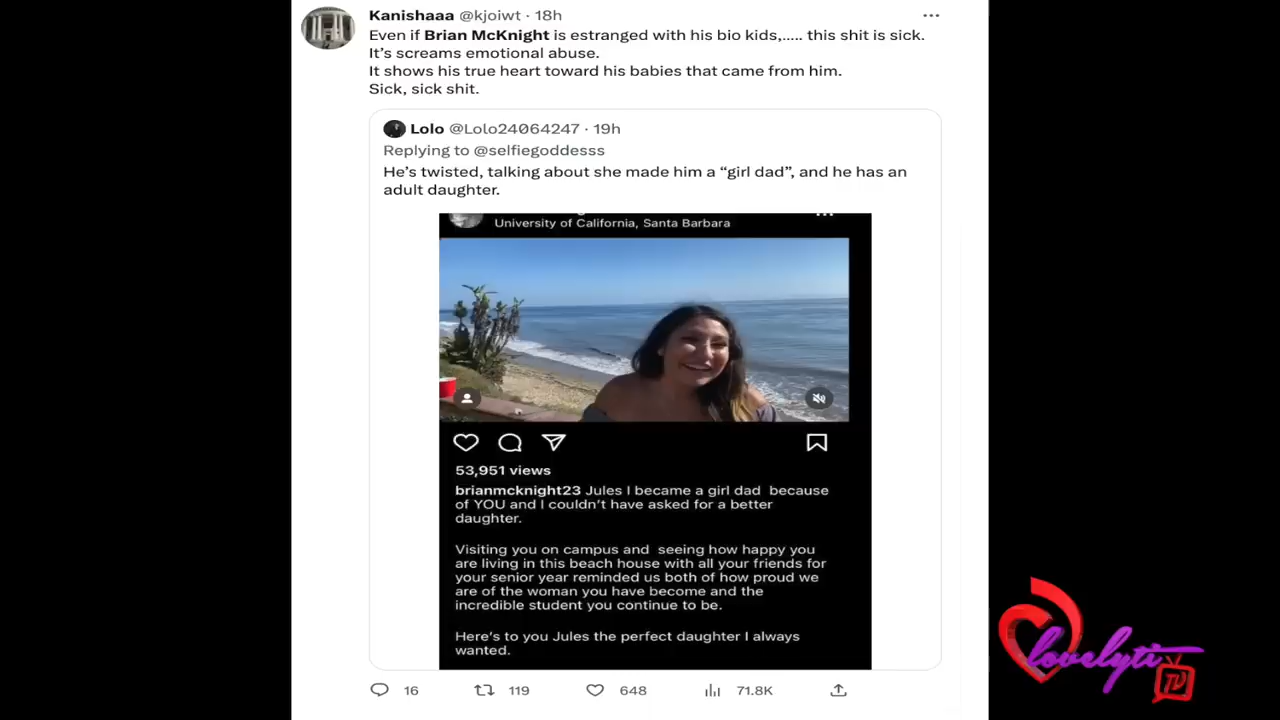 Kanishaaa @kjoiwt · 18h
Even if Brian McKnight is estranged with his bio kids,..... this shit is sick.
It's screams emotional abuse.
It shows his true heart toward his babies that came from him.
Sick, sick shit.
Lolo @Lolo24064247 · 19h
Replying to @selfiegoddesss
He's twisted, talking about she made him a “girl dad”, and he has an
adult daughter.
University of California, Santa Barbara
53,951 views
brianmcknight23 Jules I became a girl dad because
of YOU and I couldn't have asked for a better
daughter.
Visiting you on campus and seeing how happy you
are living in this beach house with all your friends for
your senior year reminded us both of how proud we
are of the woman you have become and the
incredible student you continue to be.
Here's to you Jules the perfect daughter I always
wanted.
16 119 648 71.8K
lovelyti
TV